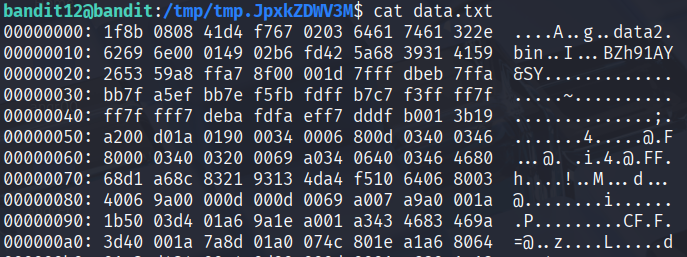 bandit12@bandit:/tmp/tmp.JpxkZDWV3M$ cat data.txt
00000000: 1f8b 0808 41d4 f767 0203 6461 7461 322e  ....A..g..data2.
00000010: 6269 6e00 0149 02b6 fd42 5a68 3931 4159  bin..I...BZh91AY
00000020: 2653 59a8 ffa7 8f00 001d 7fff dbeb 7ffa  &SY.............
00000030: bb7f a5ef bb7e f5fb fdff b7c7 f3ff ff7f  .....~..........
00000040: ff7f fff7 deba fdfa eff7 dddf b001 3b19  ..............;.
00000050: a200 d01a 0190 0034 0006 800d 0340 0346  .......4.....@.F
00000060: 8000 0340 0320 0069 a034 0640 0346 4680  ...@. .i.4.@.FF.
00000070: 68d1 a68c 8321 9313 4da4 f510 6406 8003  h....!..M...d...
00000080: 4006 9a00 000d 000d 0069 a007 a9a0 001a  @........i......
00000090: 1b50 03d4 01a6 9a1e a001 a343 4683 469a  .P.........CF.F.
000000a0: 3d40 001a 7a8d 01a0 074c 801e a1a6 8064  =@..z....L.....d